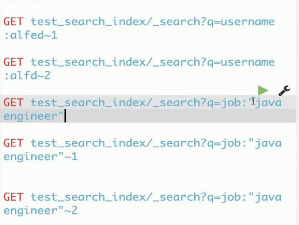 GET test_search_index/_search?q=username
:alfed~1
GET test_search_index/_search?q=username
:alfd~2
GET test_search_index/_search?q=job:"java
engineer"
GET test_search_index/_search?q=job:"java
engineer"~1
GET test_search_index/_search?q=job:"java
engineer"~2